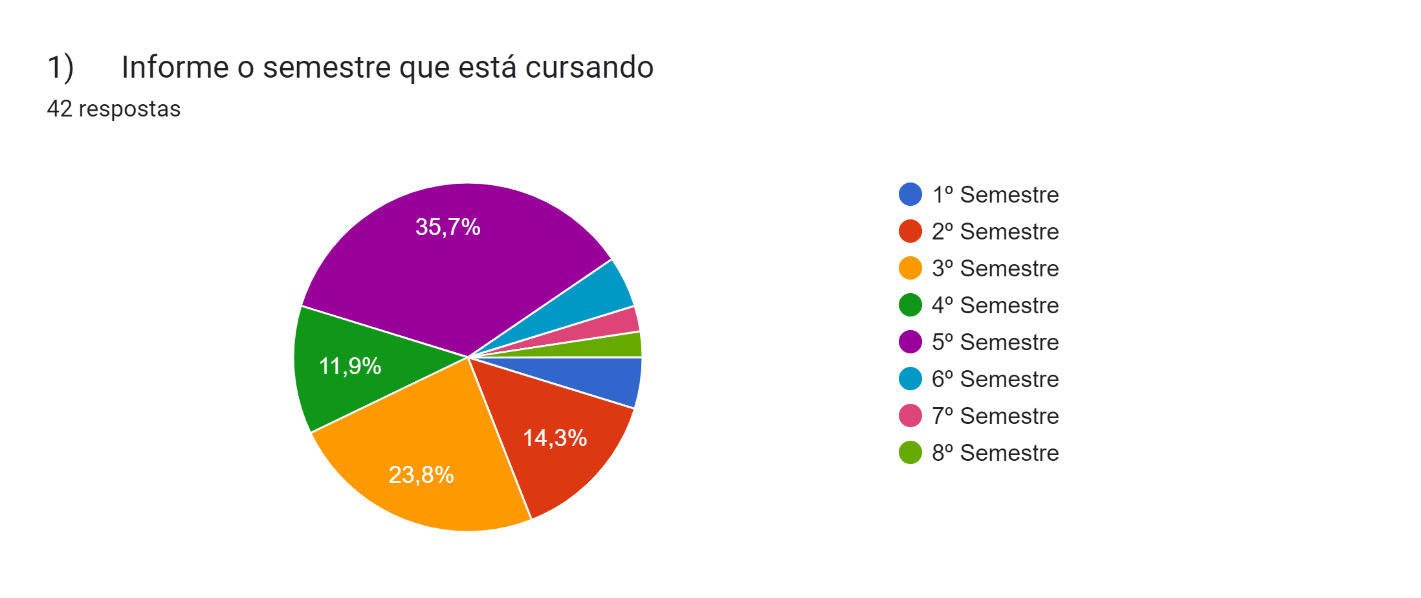 1) Informe o semestre que está cursando
42 respostas
35,7%
11,9%
14,3%
23,8%
1º Semestre
2º Semestre
3º Semestre
4º Semestre
5º Semestre
6º Semestre
7º Semestre
8º Semestre